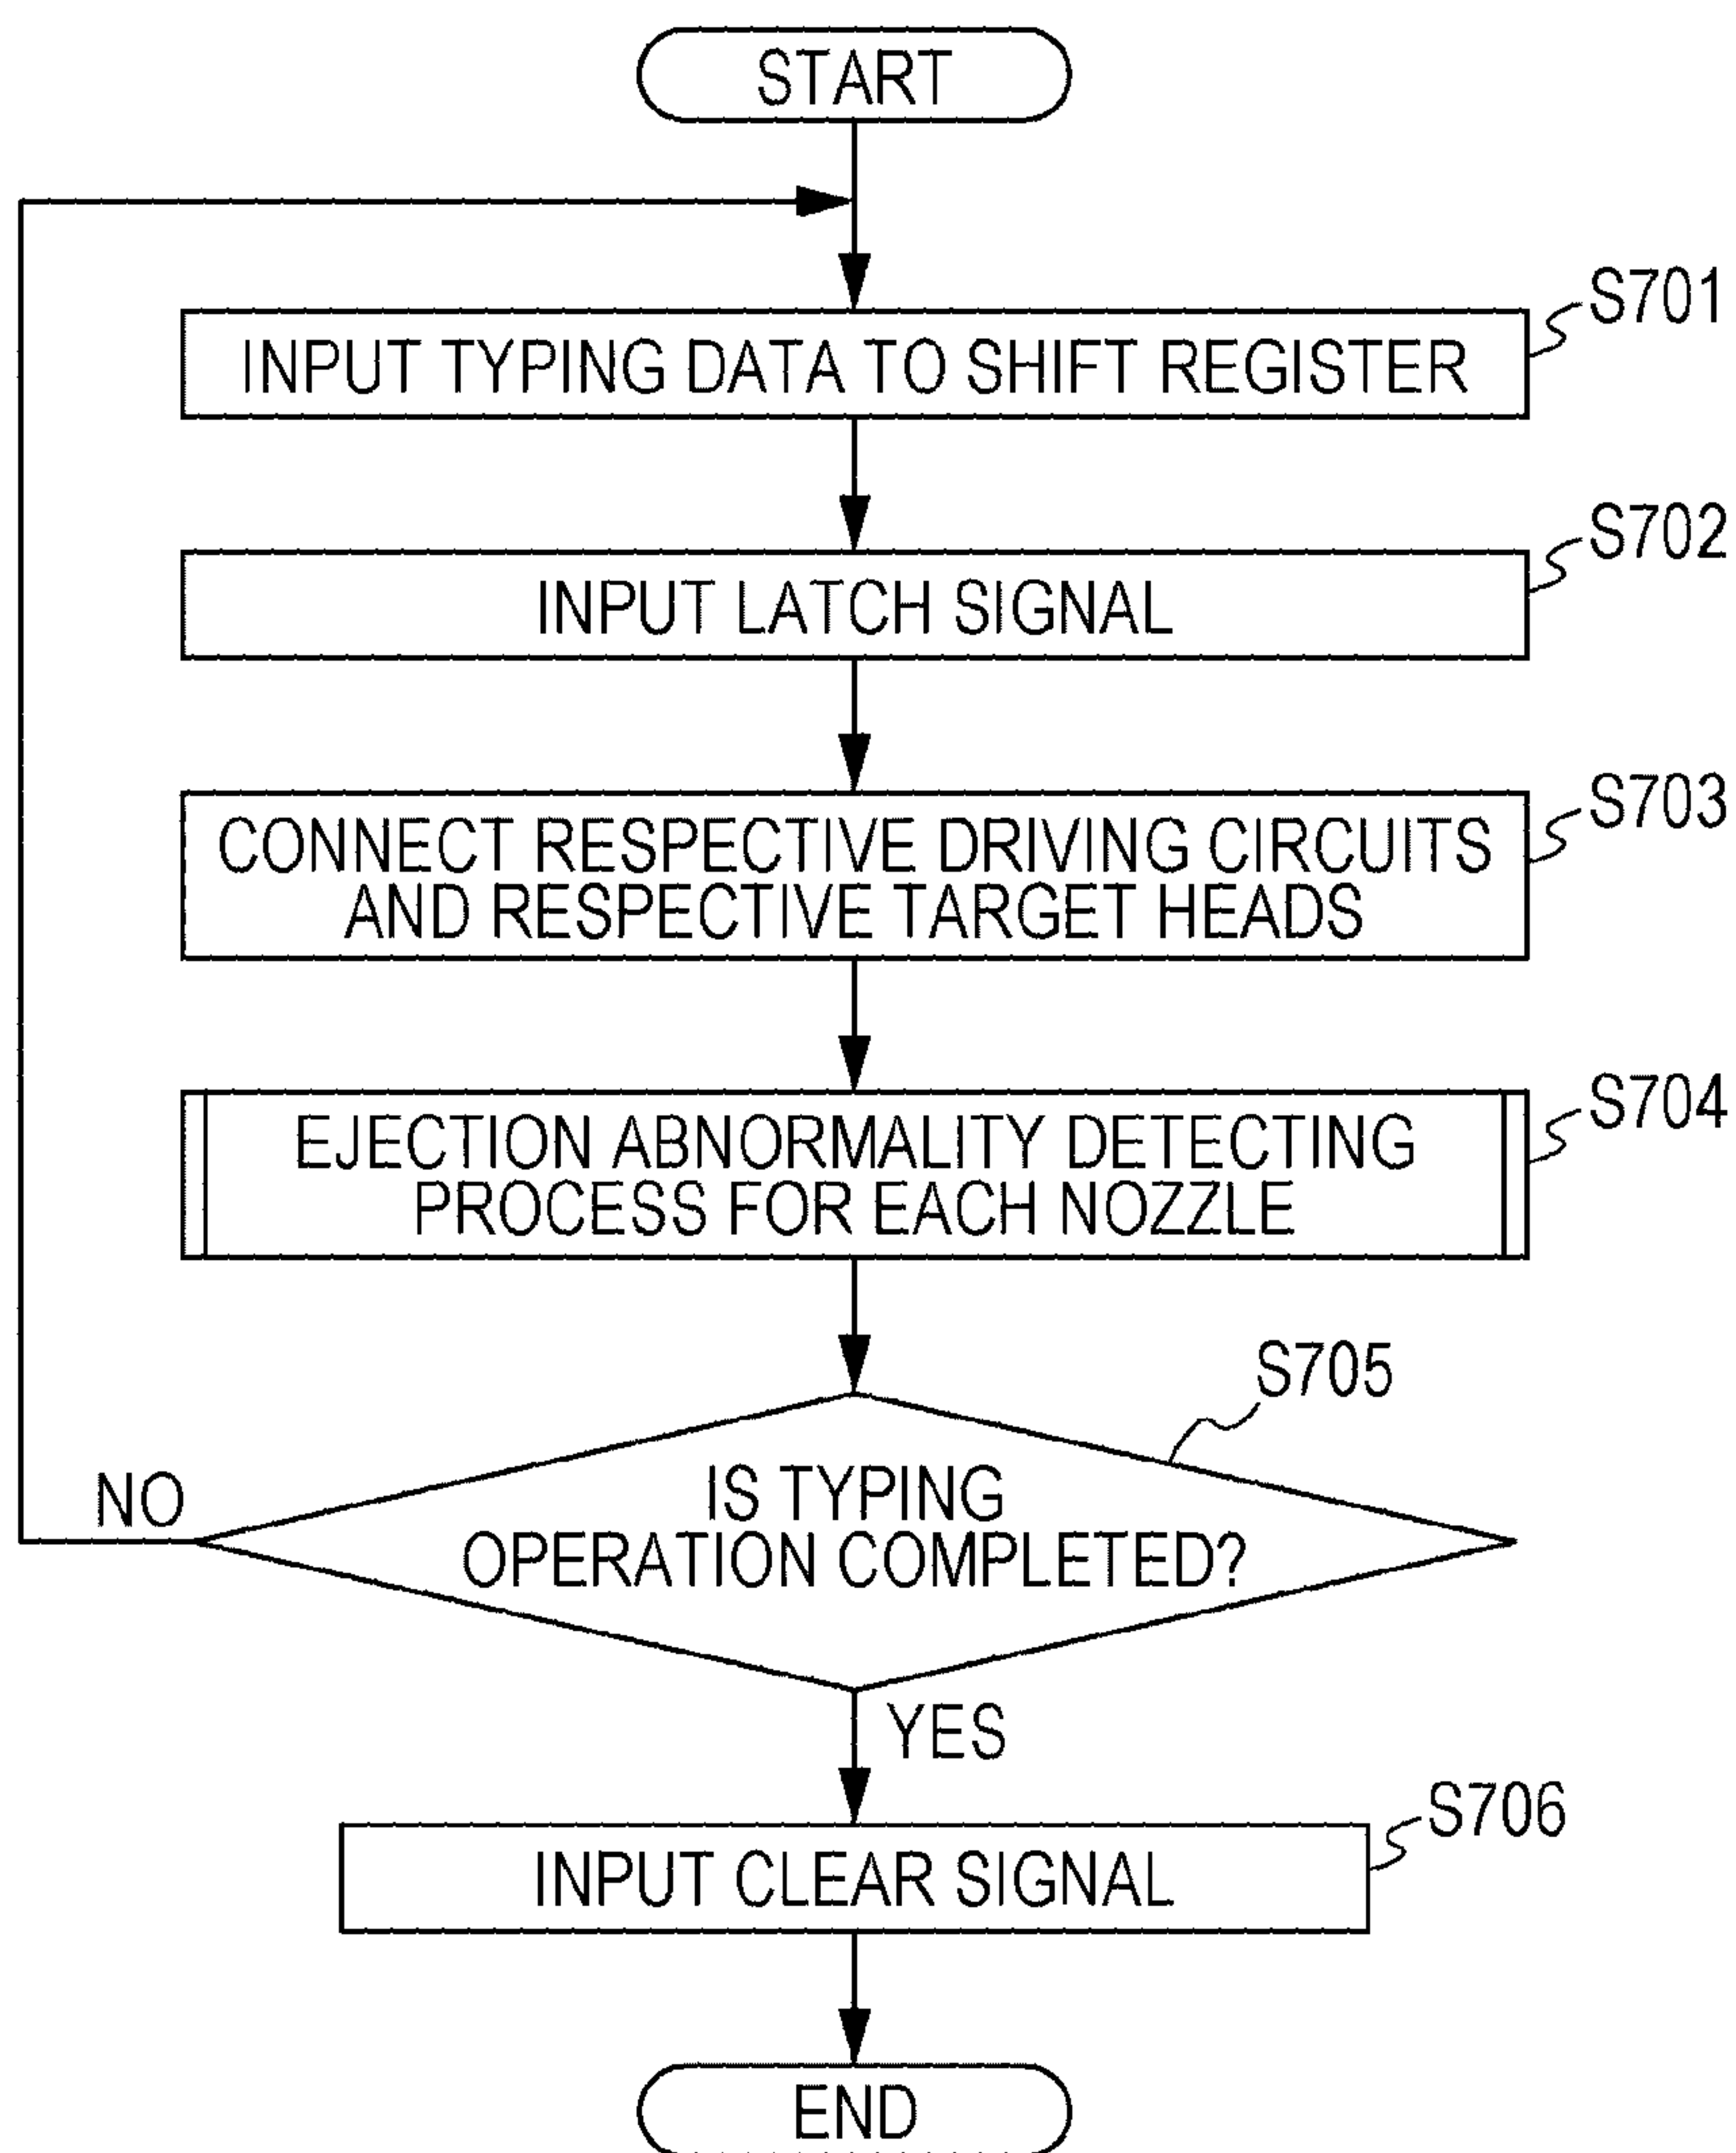 START
INPUT TYPING DATA TO SHIFT REGISTER
S701
INPUT LATCH SIGNAL
S702
CONNECT RESPECTIVE DRIVING CIRCUITS
AND RESPECTIVE TARGET HEADS
S703
EJECTION ABNORMALITY DETECTING
PROCESS FOR EACH NOZZLE
S704
IS TYPING
OPERATION COMPLETED?
S705
NO
YES
INPUT CLEAR SIGNAL
S706
END